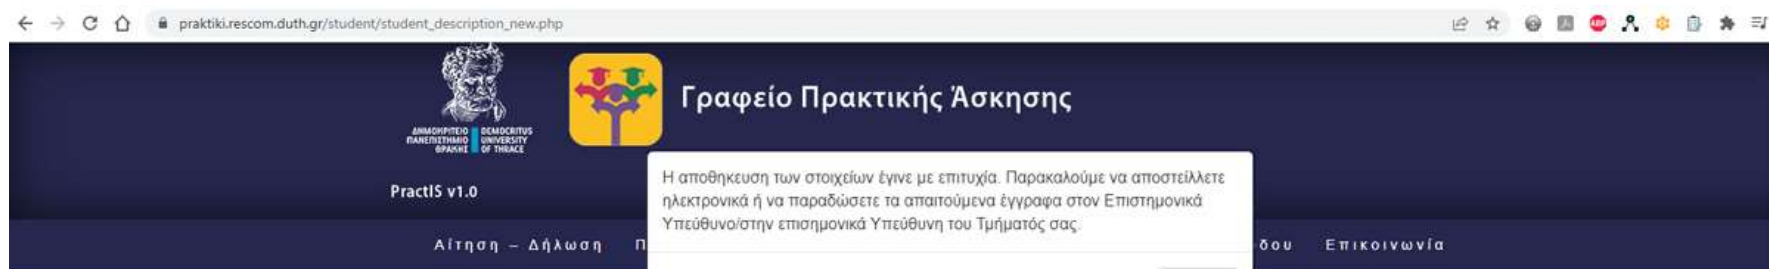 praktiki.rescom.duth.gr/student/student_description_new.php
ΔΗΜΟΚΡΙΤΕΙΟ ΠΑΝΕΠΙΣΤΗΜΙΟ ΘΡΑΚΗΣ
DEMOCRITUS UNIVERSITY OF THRACE
Γραφείο Πρακτικής Άσκησης
PractIS v1.0
Η αποθηκευση των στοιχείων έγινε με επιτυχία. Παρακαλούμε να αποστείλλετε
ηλεκτρονικά ή να παραδώσετε τα απαιτούμενα έγγραφα στον Επιστημονικά
Υπεύθυνο/στην επισημονικά Υπεύθυνη του Τμήματός σας.
Αίτηση – Δήλωση Επικοινωνία